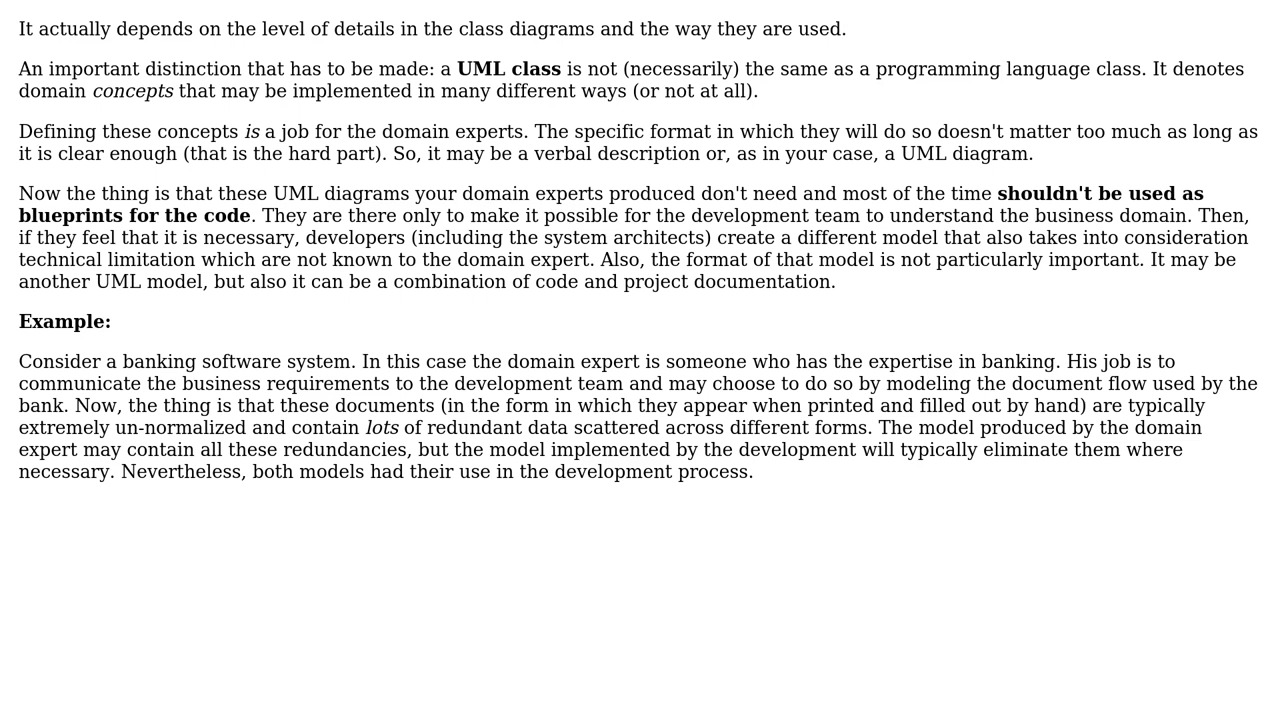 It actually depends on the level of details in the class diagrams and the way they are used.
An important distinction that has to be made: a UML class is not (necessarily) the same as a programming language class. It denotes
domain concepts that may be implemented in many different ways (or not at all).
Defining these concepts is a job for the domain experts. The specific format in which they will do so doesn't matter too much as long as
it is clear enough (that is the hard part). So, it may be a verbal description or, as in your case, a UML diagram.
Now the thing is that these UML diagrams your domain experts produced don't need and most of the time shouldn't be used as
blueprints for the code. They are there only to make it possible for the development team to understand the business domain. Then,
if they feel that it is necessary, developers (including the system architects) create a different model that also takes into consideration
technical limitation which are not known to the domain expert. Also, the format of that model is not particularly important. It may be
another UML model, but also it can be a combination of code and project documentation.
Example:
Consider a banking software system. In this case the domain expert is someone who has the expertise in banking. His job is to
communicate the business requirements to the development team and may choose to do so by modeling the document flow used by the
bank. Now, the thing is that these documents (in the form in which they appear when printed and filled out by hand) are typically
extremely un-normalized and contain lots of redundant data scattered across different forms. The model produced by the domain
expert may contain all these redundancies, but the model implemented by the development will typically eliminate them where
necessary. Nevertheless, both models had their use in the development process.